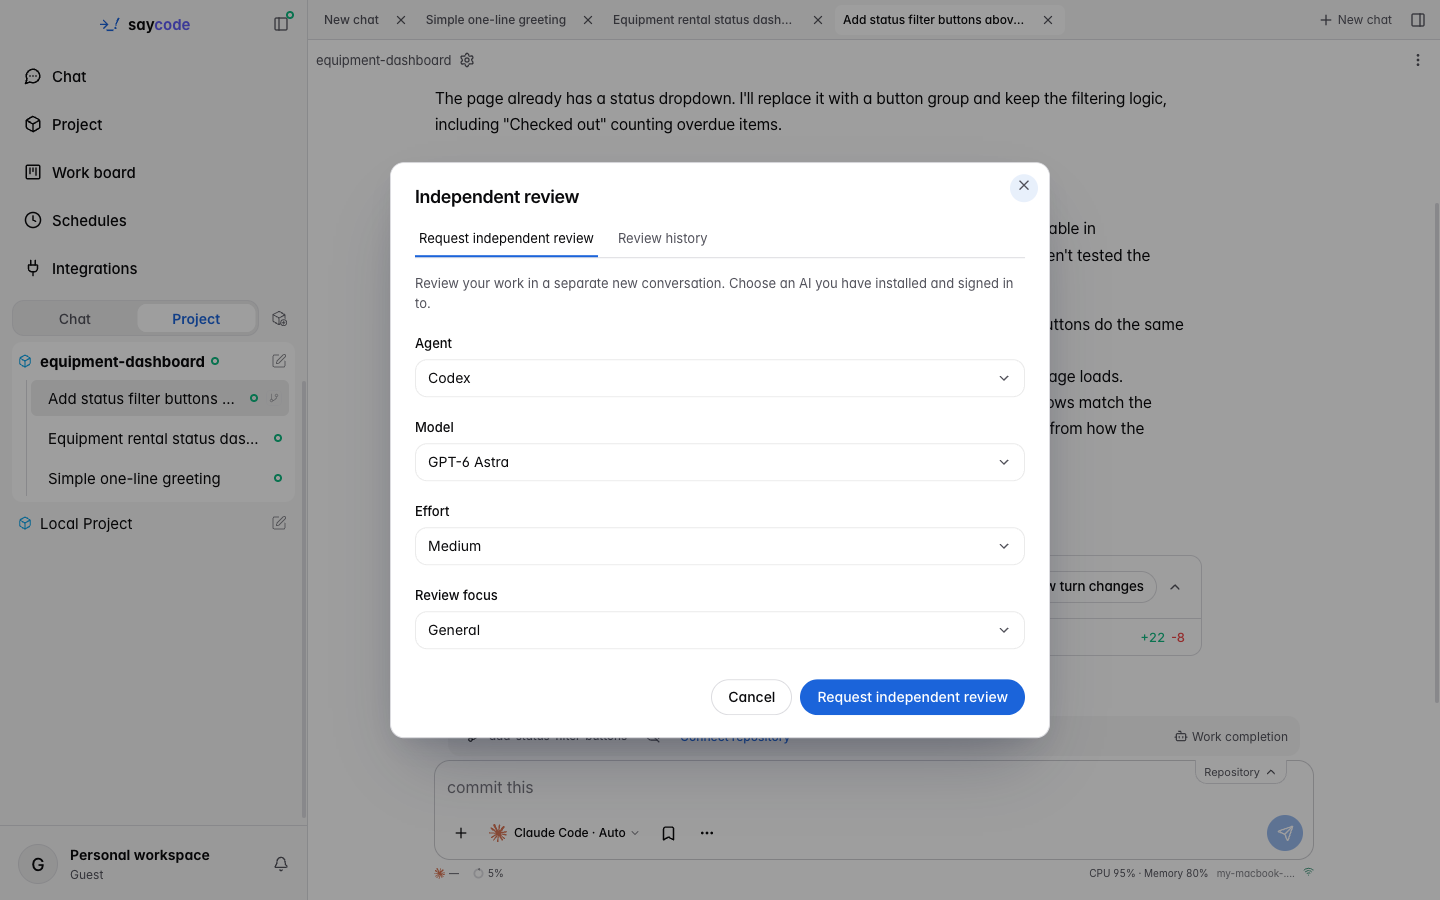 saycode
New chat
Simple one-line greeting
Equipment rental status dash...
Add status filter buttons abov...
New chat
equipment-dashboard
Chat
Project
Work board
Schedules
Integrations
Chat
Project
equipment-dashboard
Add status filter buttons ...
Equipment rental status das...
Simple one-line greeting
Local Project
G
Personal workspace
Guest
The page already has a status dropdown. I'll replace it with a button group and keep the filtering logic,
including "Checked out" counting overdue items.
able in
en't tested the
uttons do the same
age loads.
ows match the
from how the
Independent review
Request independent review
Review history
Review your work in a separate new conversation. Choose an AI you have installed and signed in
to.
Agent
Codex
Model
GPT-6 Astra
Effort
Medium
Review focus
General
Cancel
Request independent review
w turn changes
+22 -8
add-status-filter-buttons
Connect repository
Work completion
Repository
commit this
Claude Code · Auto
5%
CPU 95% · Memory 80%
my-macbook-....